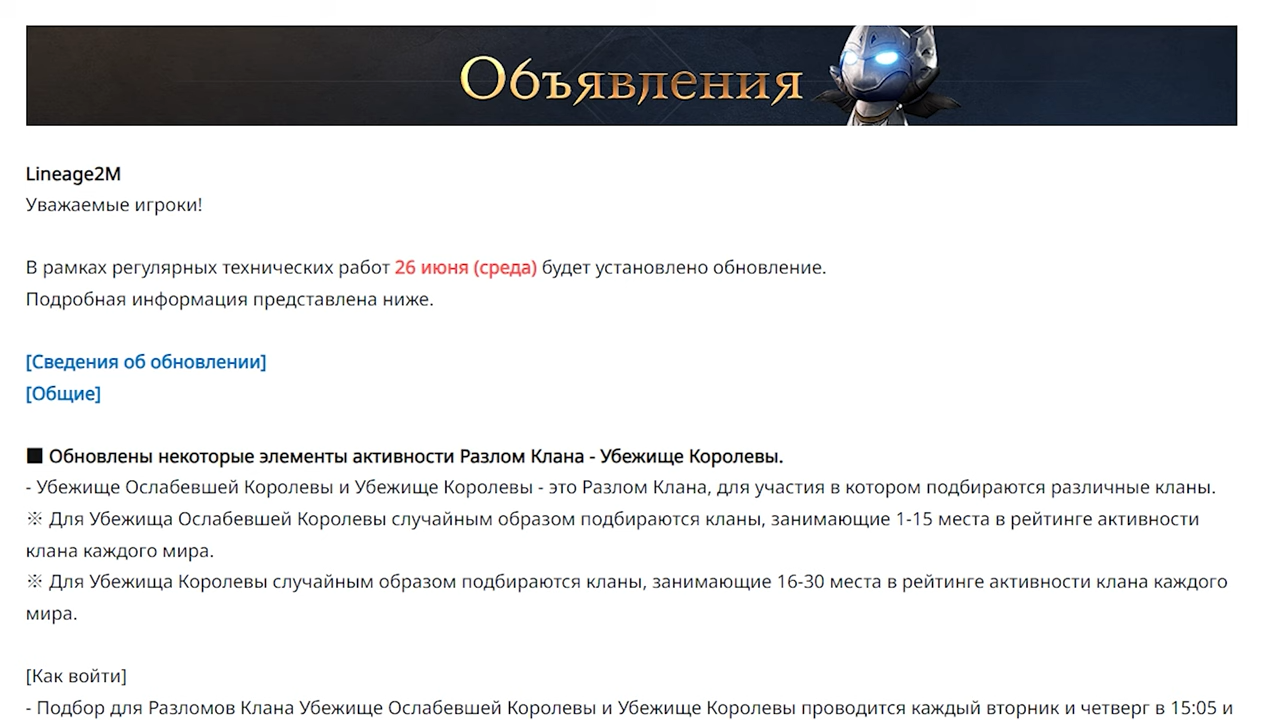 Объявления
Lineage2M
Уважаемые игроки!
В рамках регулярных технических работ 26 июня (среда) будет установлено обновление.
Подробная информация представлена ниже.
[Сведения об обновлении]
[Общие]
■ Обновлены некоторые элементы активности Разлом Клана - Убежище Королевы.
- Убежище Ослабевшей Королевы и Убежище Королевы - это Разлом Клана, для участия в котором подбираются различные кланы.
※ Для Убежища Ослабевшей Королевы случайным образом подбираются кланы, занимающие 1-15 места в рейтинге активности
клана каждого мира.
※ Для Убежища Королевы случайным образом подбираются кланы, занимающие 16-30 места в рейтинге активности клана каждого
мира.
[Как войти]
- Подбор для Разломов Клана Убежище Ослабевшей Королевы и Убежище Королевы проводится каждый вторник и четверг в 15:05 и